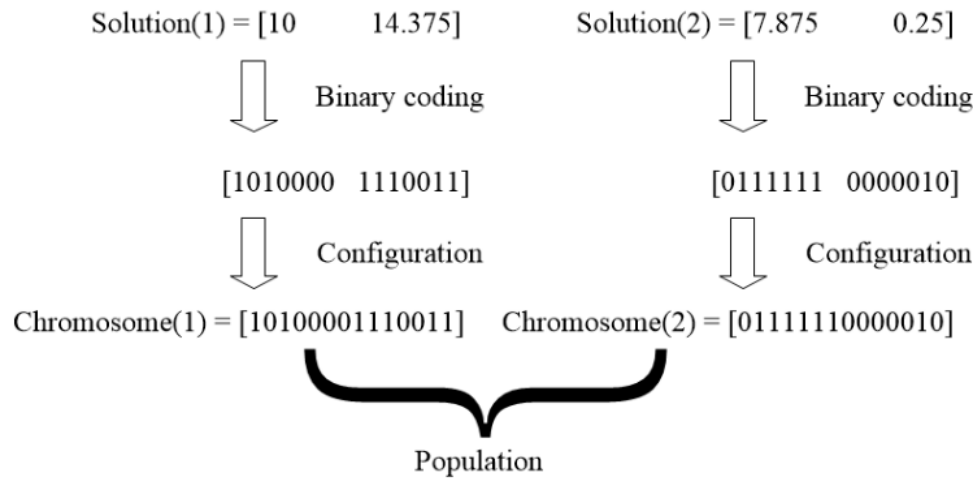 Solution(1) = [10 14.375] Solution(2) = [7.875 0.25]
Binary coding Binary coding
[1010000 1110011] [0111111 0000010]
Configuration Configuration
Chromosome(1) = [10100001110011] Chromosome(2) = [01111110000010]
Population